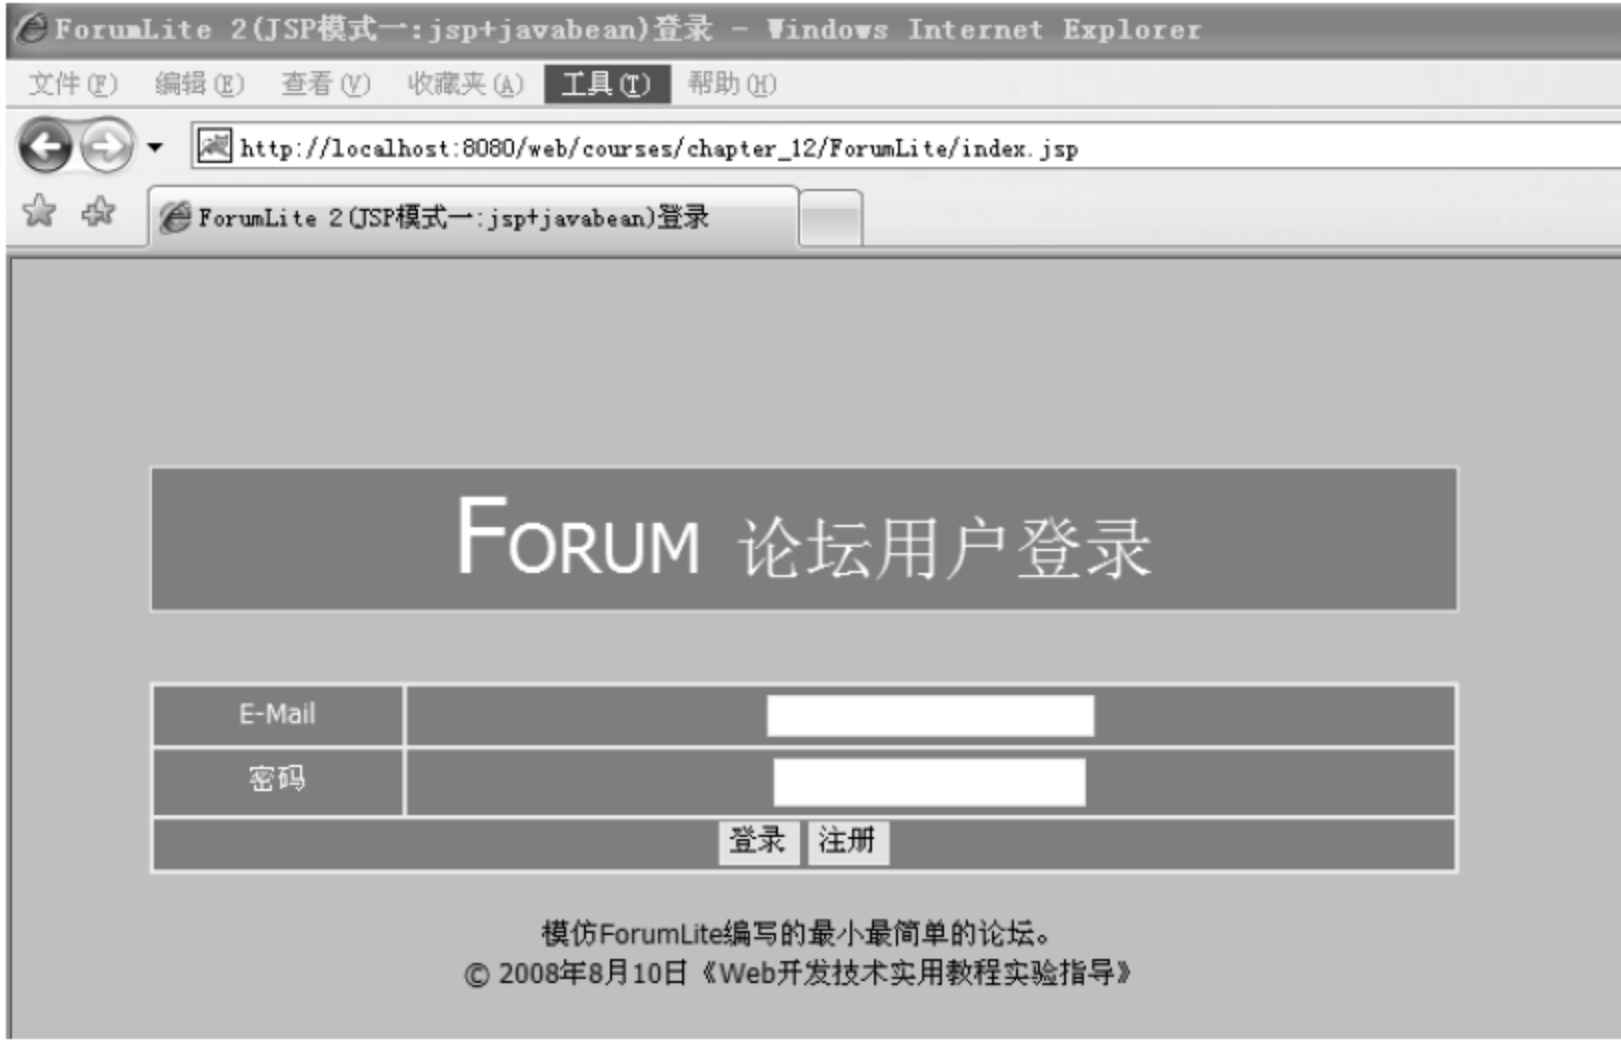 ForumLite 2(JSP模式一:jsp+javabean)登录 - Windows Internet Explorer
文件(F) 编辑(E) 查看(V) 收藏夹(A) 工具(T) 帮助(H)
http://localhost:8080/web/courses/chapter_12/ForumLite/index.jsp
ForumLite 2(JSP模式一:jsp+javabean)登录
FORUM 论坛用户登录
E-Mail
密码
登录 注册
模仿ForumLite编写的最小最简单的论坛。
© 2008年8月10日《Web开发技术实用教程实验指导》